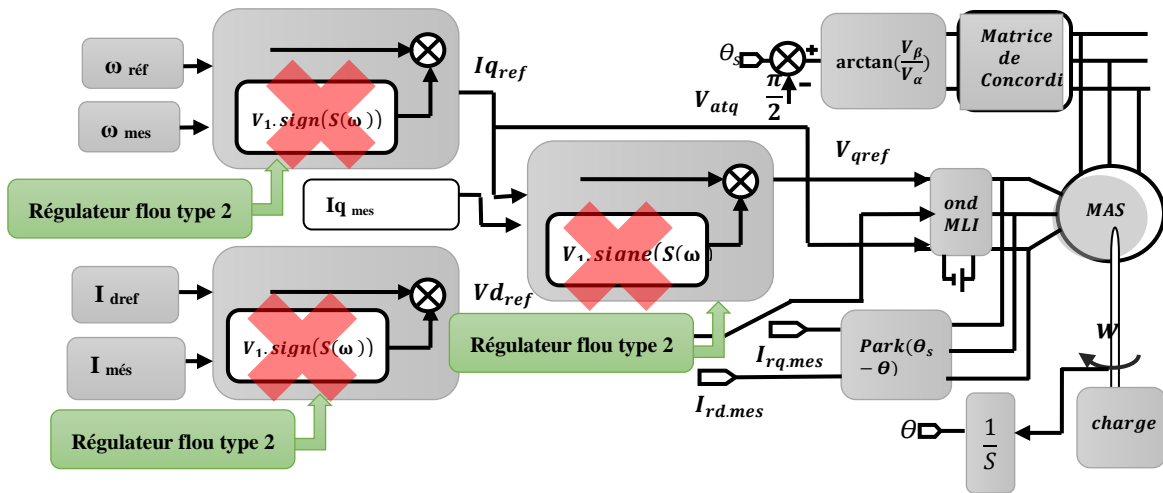 ω réf
ω mes
V₁.sign(S(ω))
Régulateur flou type 2
Iq_ref
Iq mes
V₁.signe(S(ω)
V_atq
V_qref
θ_s
π/2
+
−
arctan(V_β/V_α)
Matrice
de
Concordi
ond
MLI
MAS
I dref
I més
V₁.sign(S(ω))
Régulateur flou type 2
Vd_ref
Régulateur flou type 2
I_rq.mes
I_rd.mes
Park(θ_s
− θ)
W
θ
1/S
charge